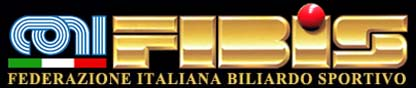 CONI FIBiS
FEDERAZIONE ITALIANA BILIARDO SPORTIVO